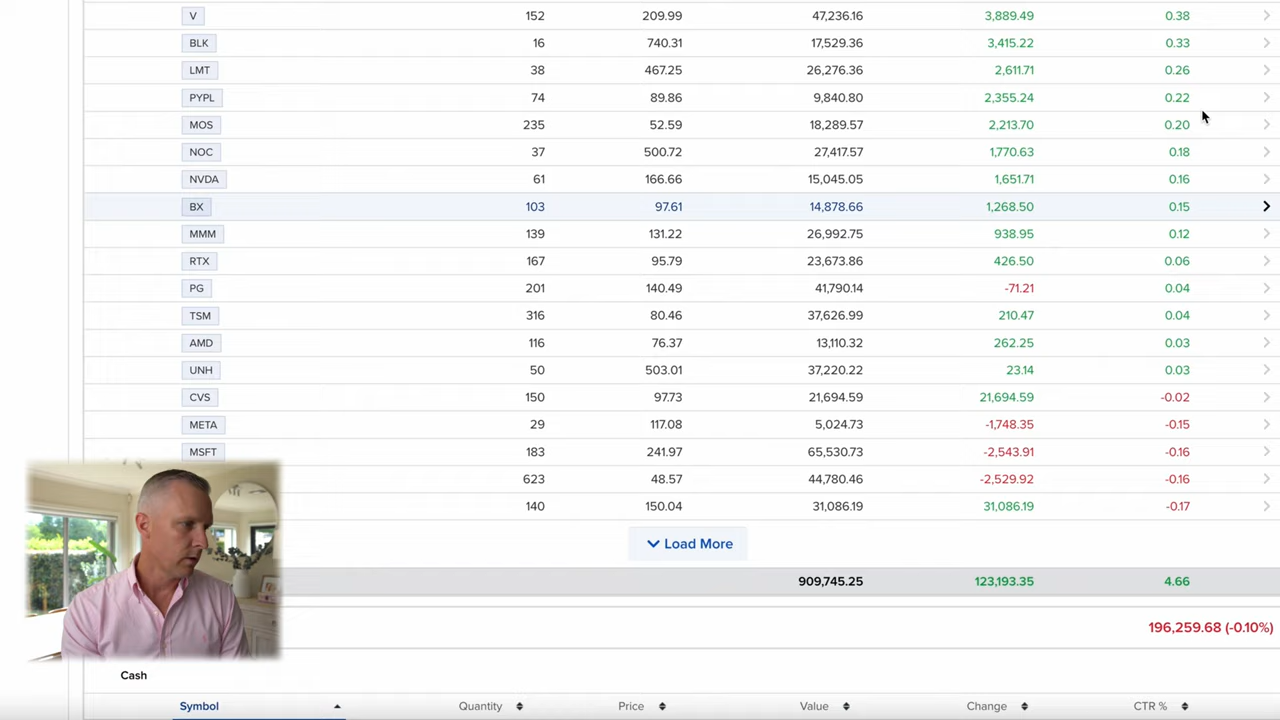 V 152 209.99 47,236.16 3,889.49 0.38
BLK 16 740.31 17,529.36 3,415.22 0.33
LMT 38 467.25 26,276.36 2,611.71 0.26
PYPL 74 89.86 9,840.80 2,355.24 0.22
MOS 235 52.59 18,289.57 2,213.70 0.20
NOC 37 500.72 27,417.57 1,770.63 0.18
NVDA 61 166.66 15,045.05 1,651.71 0.16
BX 103 97.61 14,878.66 1,268.50 0.15
MMM 139 131.22 26,992.75 938.95 0.12
RTX 167 95.79 23,673.86 426.50 0.06
PG 201 140.49 41,790.14 -71.21 0.04
TSM 316 80.46 37,626.99 210.47 0.04
AMD 116 76.37 13,110.32 262.25 0.03
UNH 50 503.01 37,220.22 23.14 0.03
CVS 150 97.73 21,694.59 21,694.59 -0.02
META 29 117.08 5,024.73 -1,748.35 -0.15
MSFT 183 241.97 65,530.73 -2,543.91 -0.16
623 48.57 44,780.46 -2,529.92 -0.16
140 150.04 31,086.19 31,086.19 -0.17
Load More
909,745.25 123,193.35 4.66
196,259.68 (-0.10%)
Cash
Symbol Quantity Price Value Change CTR %